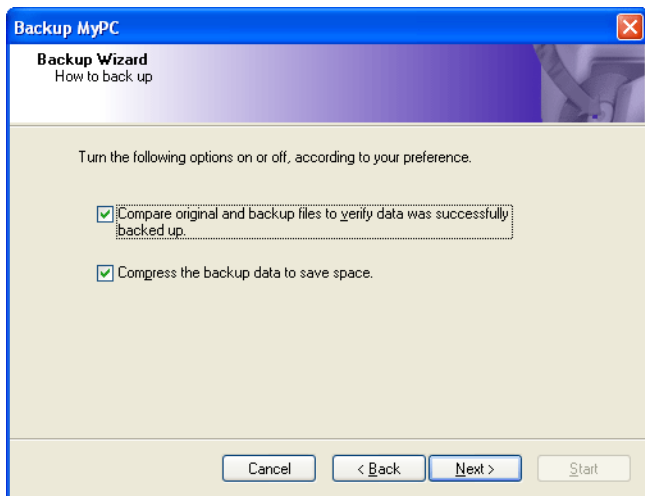 Backup MyPC
Backup Wizard
How to back up
Turn the following options on or off, according to your preference.
Compare original and backup files to verify data was successfully
backed up.
Compress the backup data to save space.
Cancel
< Back
Next >
Start